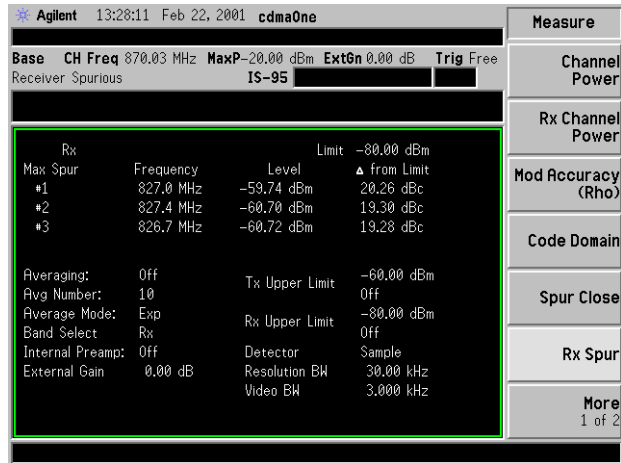 Agilent 13:28:11 Feb 22, 2001 cdmaOne
Measure
Base CH Freq 870.03 MHz MaxP-20.00 dBm ExtGn 0.00 dB Trig Free
Receiver Spurious IS-95
Channel
Power
Rx Channel
Power
Mod Accuracy
(Rho)
Code Domain
Spur Close
Rx Spur
More
1 of 2
Rx Limit -80.00 dBm
Max Spur Frequency Level Δ from Limit
#1 827.0 MHz -59.74 dBm 20.26 dBc
#2 827.4 MHz -60.70 dBm 19.30 dBc
#3 826.7 MHz -60.72 dBm 19.28 dBc
Averaging: Off
Avg Number: 10
Average Mode: Exp
Band Select Rx
Internal Preamp: Off
External Gain 0.00 dB
Tx Upper Limit -60.00 dBm
Off
Rx Upper Limit -80.00 dBm
Off
Detector Sample
Resolution BW 30.00 kHz
Video BW 3.000 kHz